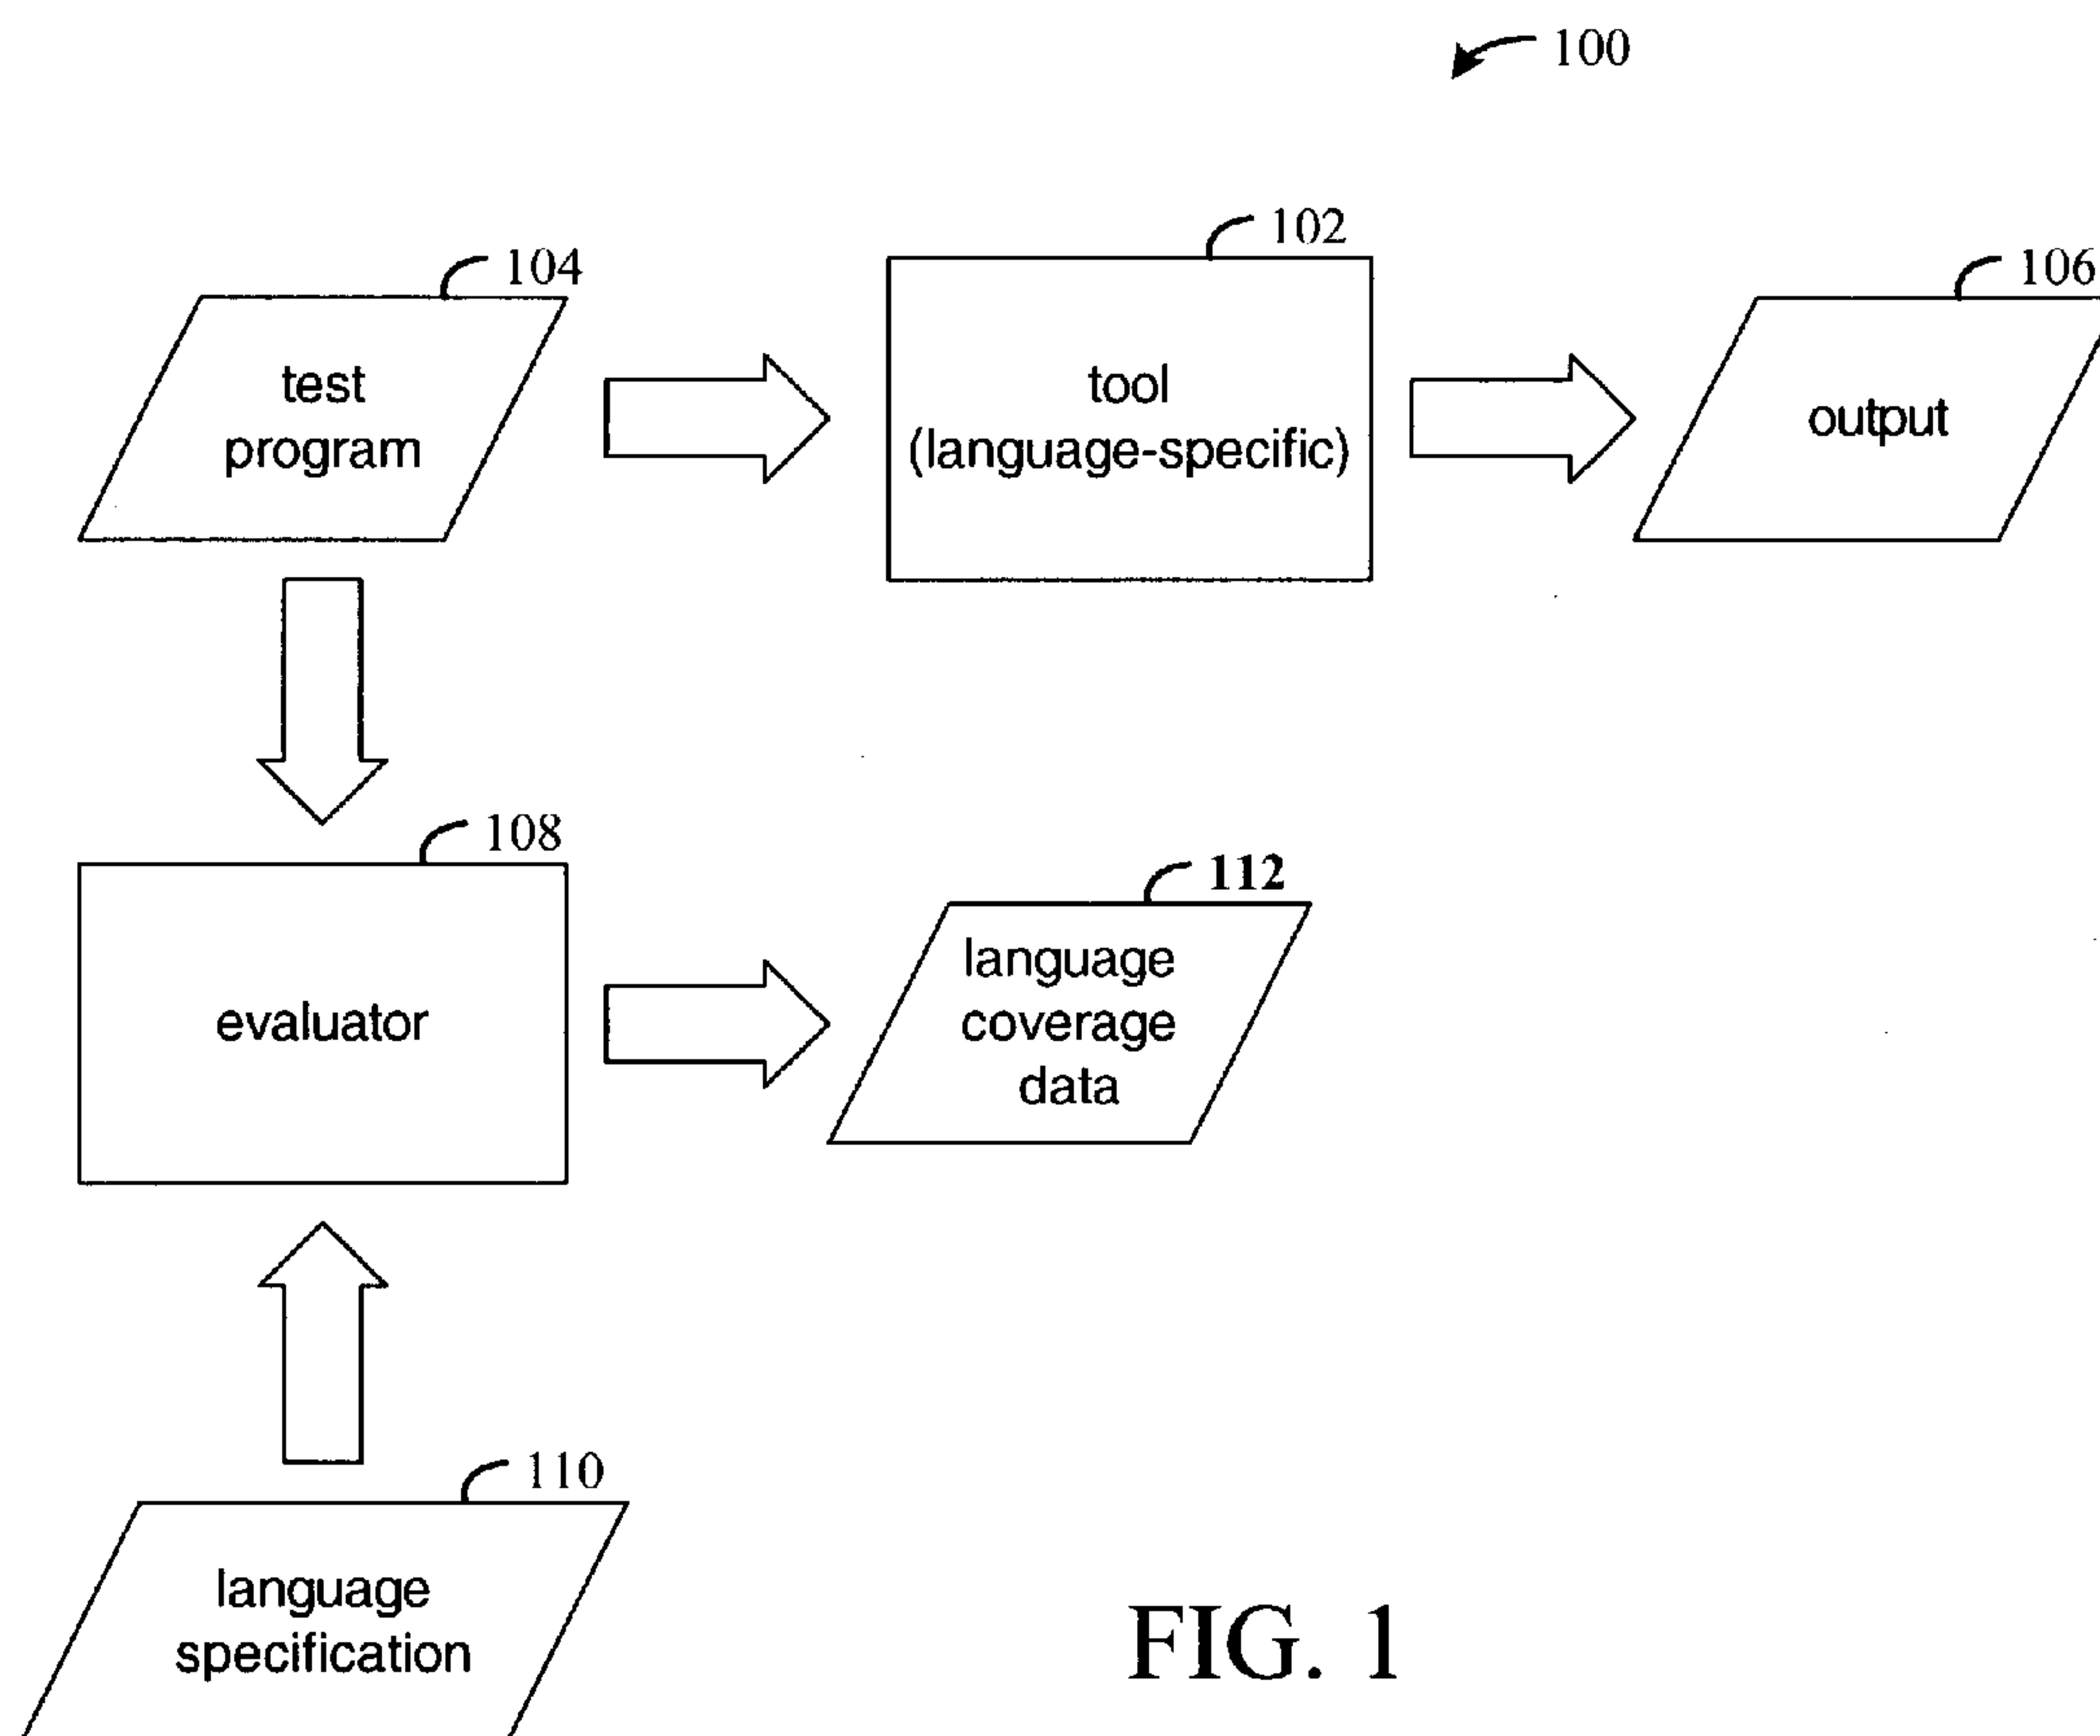 100
102
104
106
test
program
tool
(language-specific)
output
108
112
evaluator
language
coverage
data
110
language
specification
FIG. 1